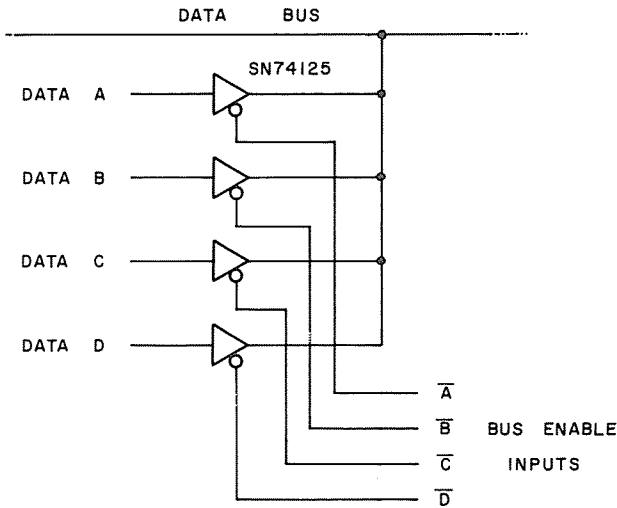 DATA BUS
SN74125
DATA A
DATA B
DATA C
DATA D
A̅
B̅ BUS ENABLE
C̅ INPUTS
D̅